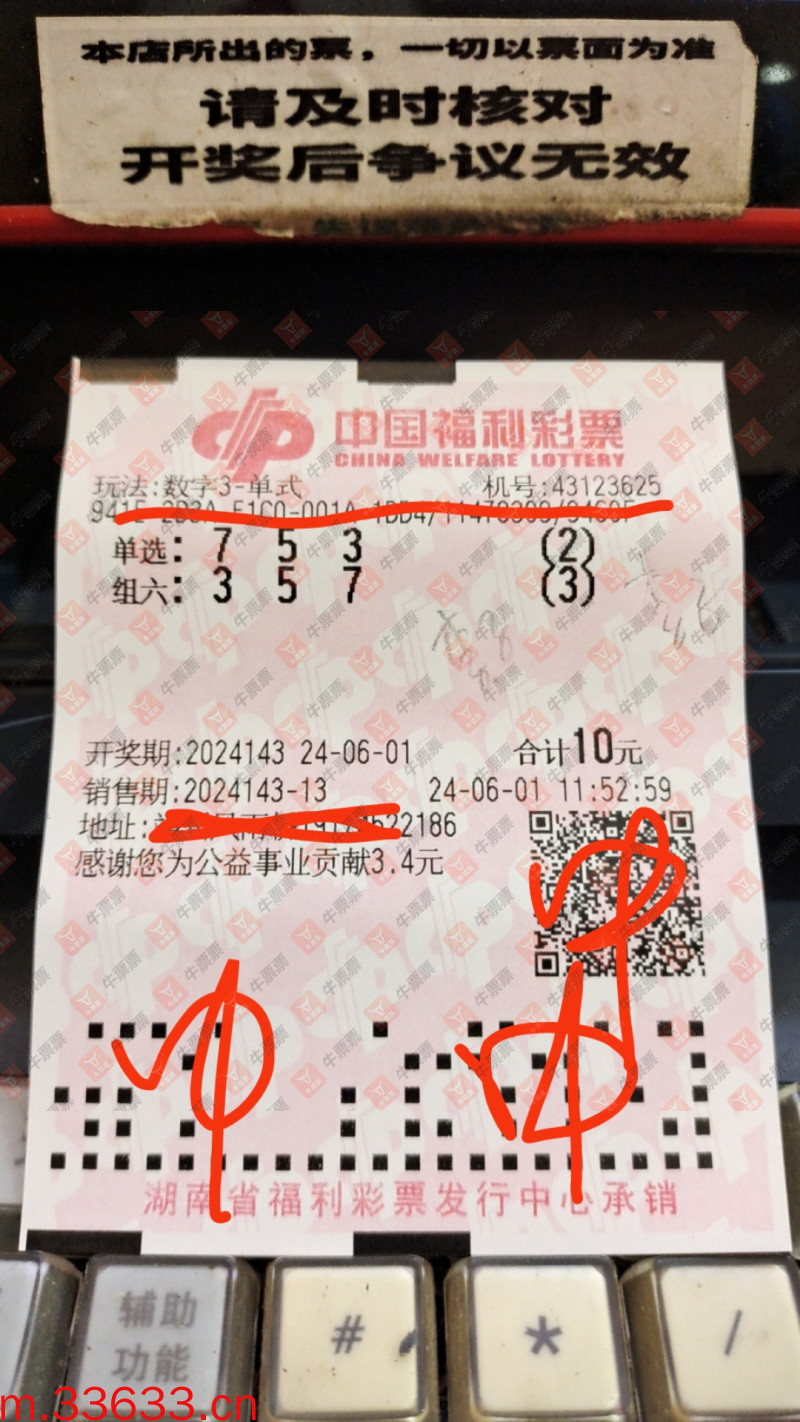 本店所出的票，一切以票面为准
请及时核对
开奖后争议无效
中国福利彩票
CHINA WELFARE LOTTERY
玩法:数字3-单式 机号:43123625
单选: 7 5 3 (2)
组六: 3 5 7 (3)
开奖期:2024143 24-06-01 合计10元
销售期:2024143-13 24-06-01 11:52:59
地址: 22186
感谢您为公益事业贡献3.4元
湖南省福利彩票发行中心承销
辅助
功能
# * /
m.33633.cn
牛票票